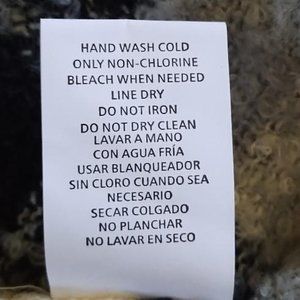 HAND WASH COLD
ONLY NON-CHLORINE
BLEACH WHEN NEEDED
LINE DRY
DO NOT IRON
DO NOT DRY CLEAN
LAVAR A MANO
CON AGUA FRÍA
USAR BLANQUEADOR
SIN CLORO CUANDO SEA
NECESARIO
SECAR COLGADO
NO PLANCHAR
NO LAVAR EN SECO